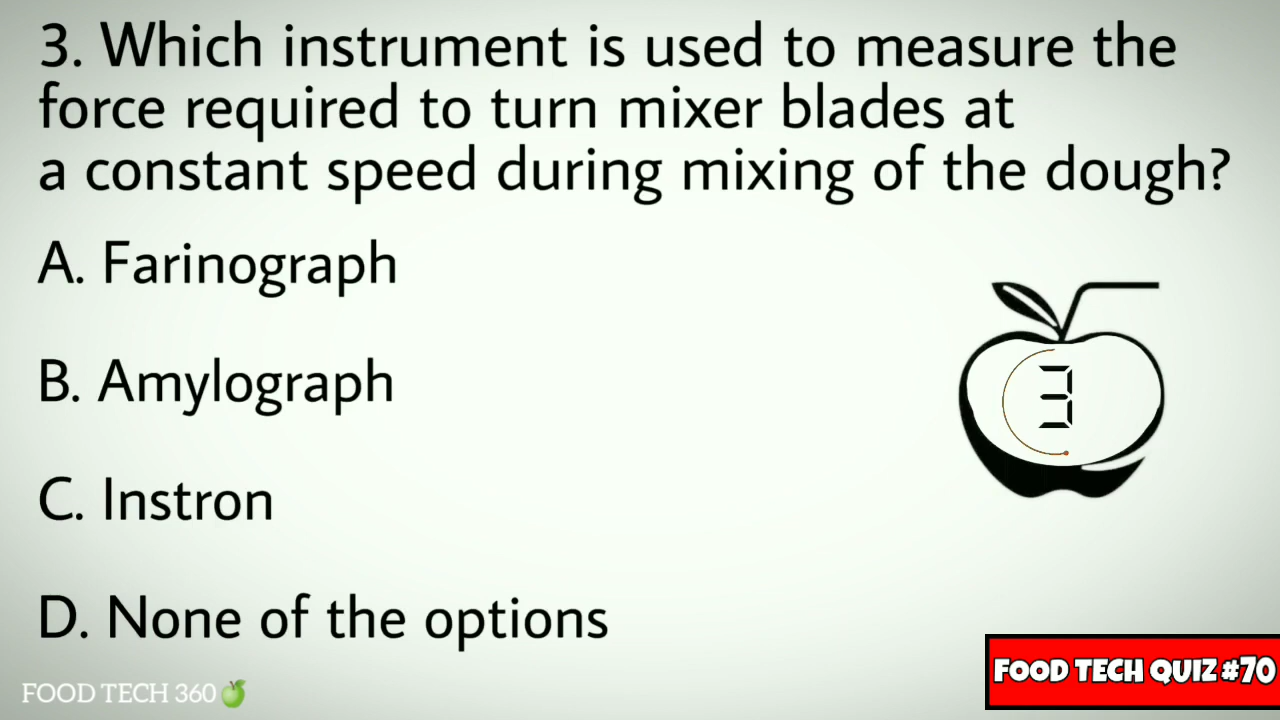 3. Which instrument is used to measure the
force required to turn mixer blades at
a constant speed during mixing of the dough?
A. Farinograph
B. Amylograph
3
C. Instron
D. None of the options
FOOD TECH 360
FOOD TECH QUIZ #70